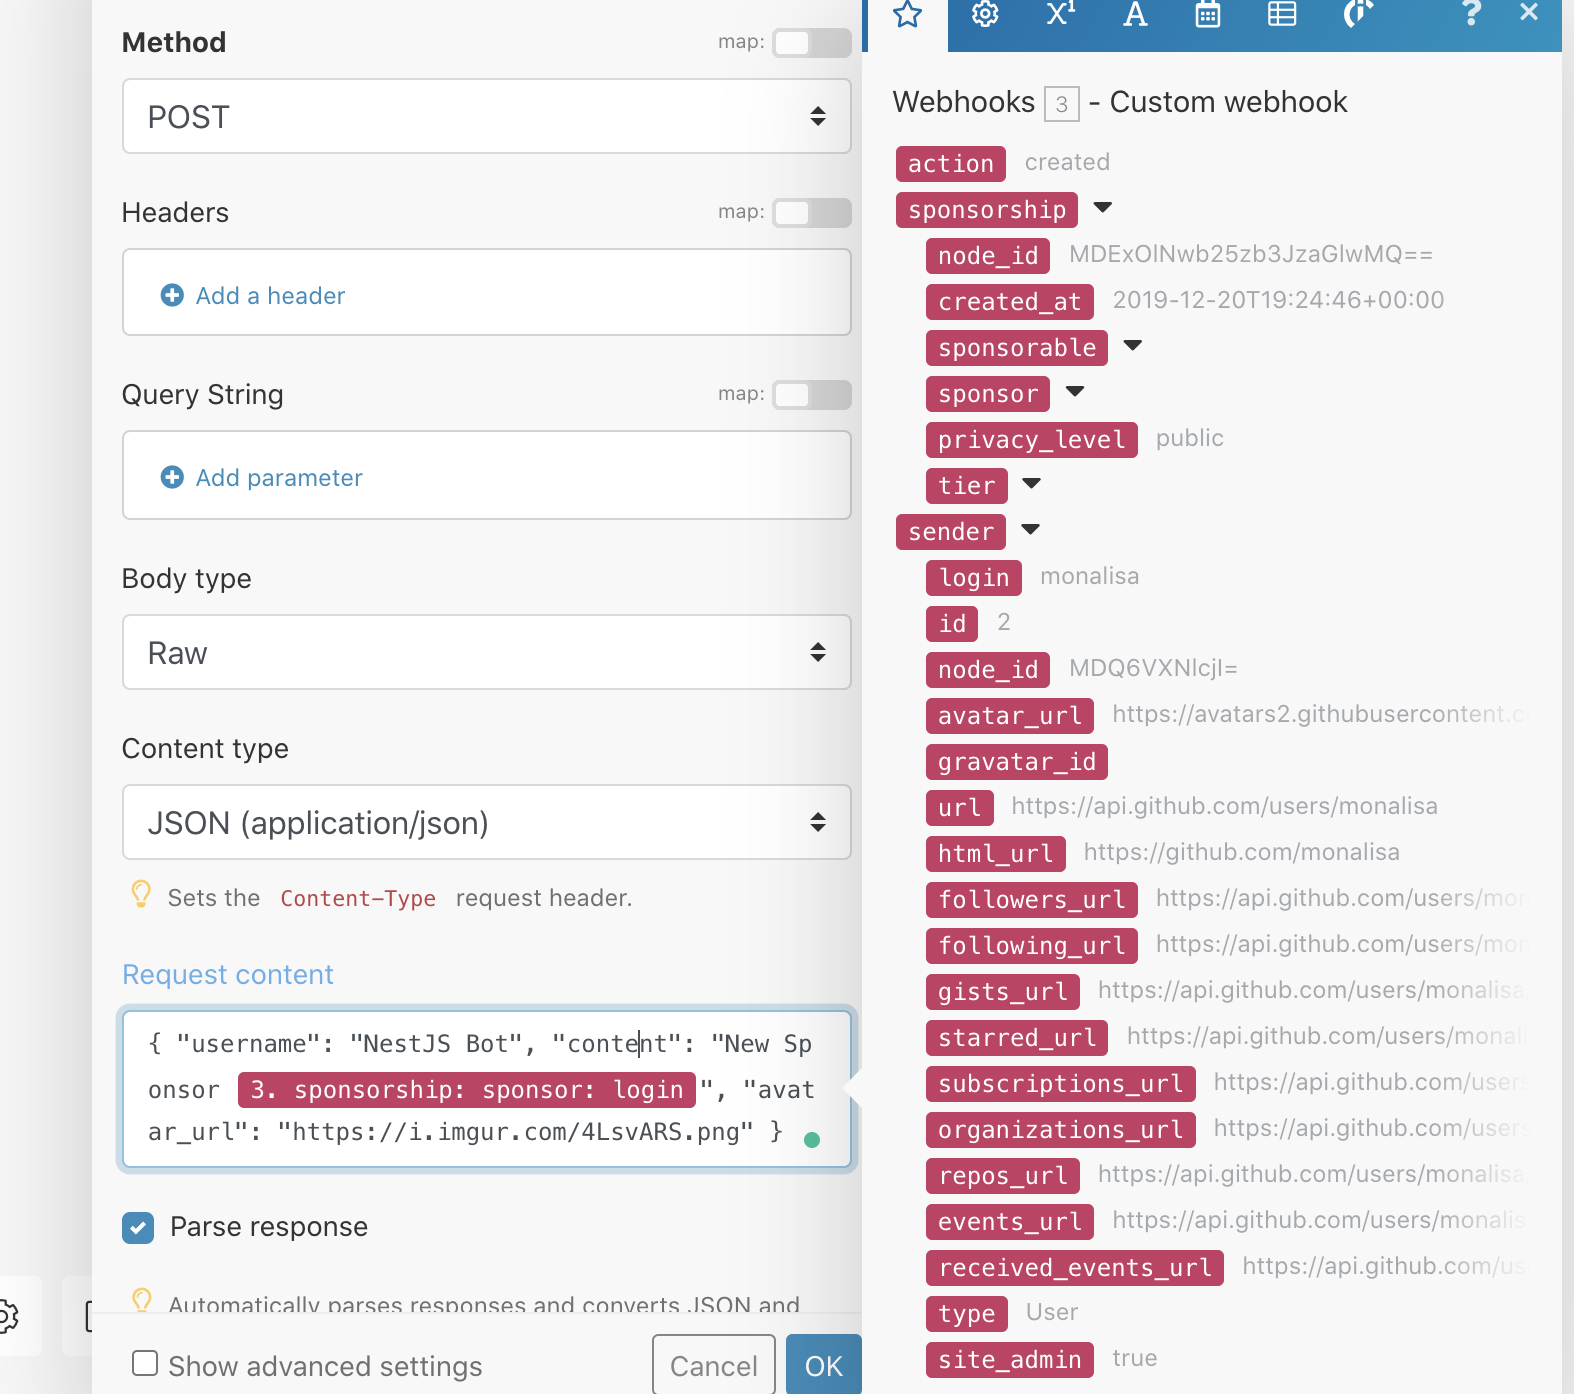 Method
map:
POST
Headers
map:
Add a header
Query String
map:
Add parameter
Body type
Raw
Content type
JSON (application/json)
Sets the Content-Type request header.
Request content
{ "username": "NestJS Bot", "content": "New Sp
onsor 3. sponsorship: sponsor: login ", "avat
ar_url": "https://i.imgur.com/4LsvARS.png" }
Parse response
Automatically parses responses and converts JSON and
Show advanced settings
Cancel
OK
Webhooks 3 - Custom webhook
action created
sponsorship
node_id MDExOlNwb25zb3JzaGlwMQ==
created_at 2019-12-20T19:24:46+00:00
sponsorable
sponsor
privacy_level public
tier
sender
login monalisa
id 2
node_id MDQ6VXNlcjI=
avatar_url https://avatars2.githubusercontent.c
gravatar_id
url https://api.github.com/users/monalisa
html_url https://github.com/monalisa
followers_url https://api.github.com/users/mon
following_url https://api.github.com/users/mon
gists_url https://api.github.com/users/monalisa
starred_url https://api.github.com/users/monal
subscriptions_url https://api.github.com/users
organizations_url https://api.github.com/users
repos_url https://api.github.com/users/monalisa
events_url https://api.github.com/users/monalis
received_events_url https://api.github.com/us
type User
site_admin true